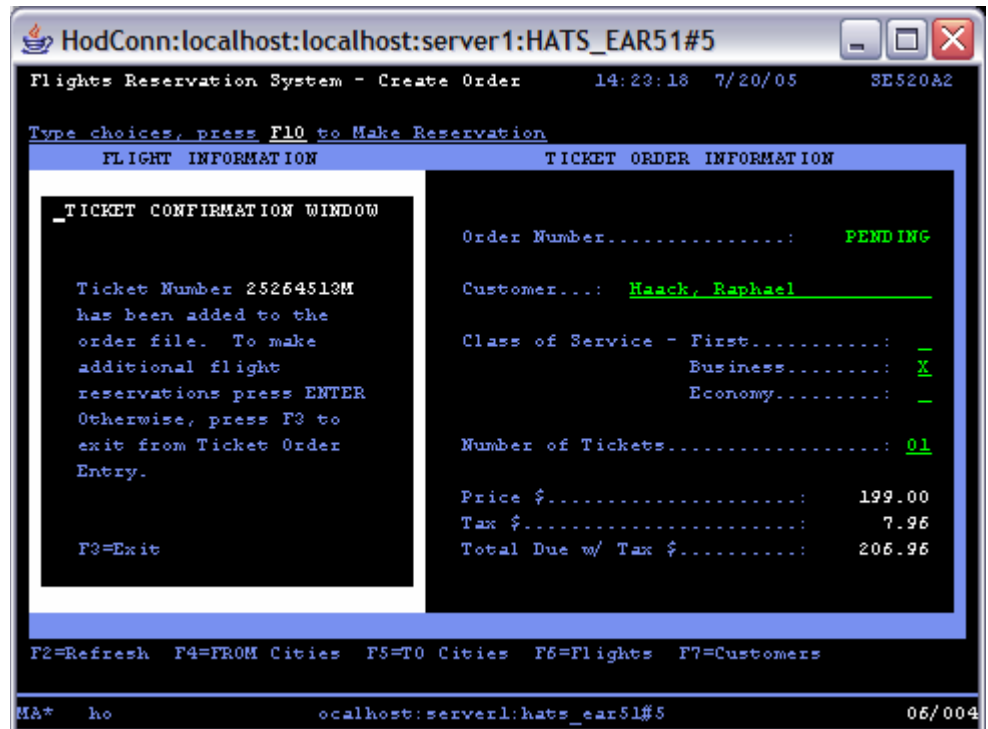 HodConn:localhost:localhost:server1:HATS_EAR51#5
Flights Reservation System - Create Order 14:23:18 7/20/05 SE520A2
Type choices, press F10 to Make Reservation
FLIGHT INFORMATION TICKET ORDER INFORMATION
_TICKET CONFIRMATION WINDOW
Order Number...............: PENDING
Ticket Number 25264513M Customer...: Haack, Raphael
has been added to the
order file. To make Class of Service - First...........: _
additional flight Business........: X
reservations press ENTER Economy.........: _
Otherwise, press F3 to
exit from Ticket Order Number of Tickets..................: 01
Entry.
Price $.....................: 199.00
Tax $.......................: 7.96
F3=Exit Total Due w/ Tax $..........: 206.96
F2=Refresh F4=FROM Cities F5=TO Cities F6=Flights F7=Customers
MA* ho ocalhost:server1:hats_ear51#5 06/004